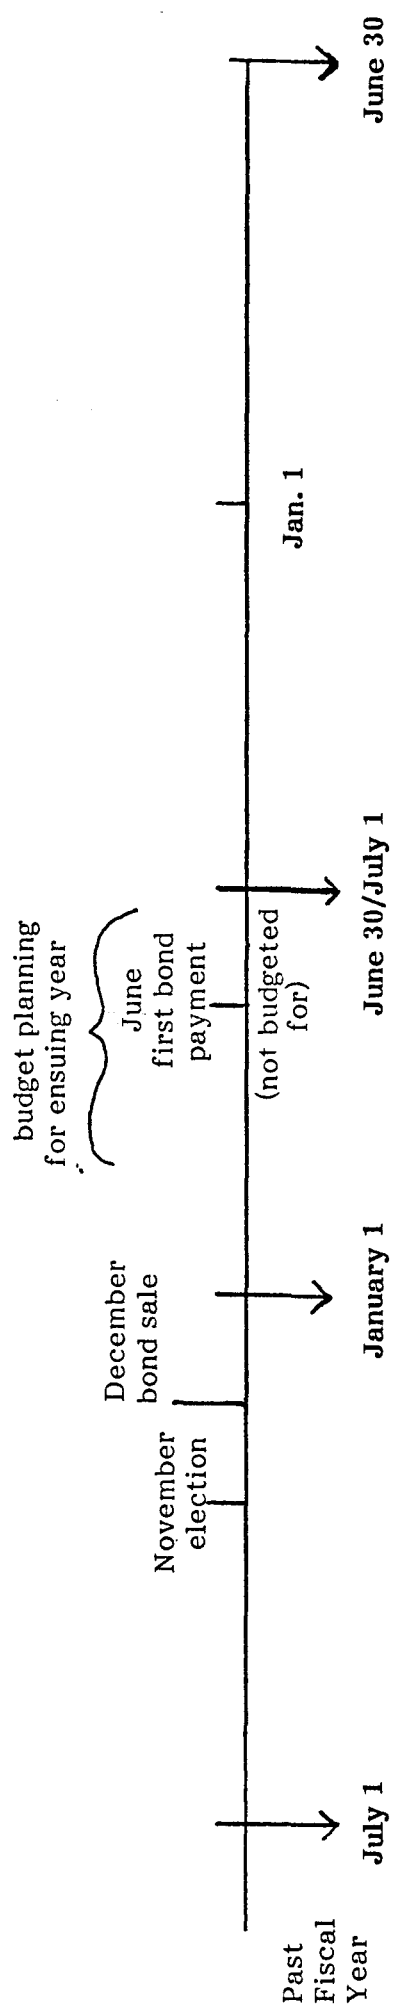 budget planning
for ensuing year
December
bond sale
June
first bond
payment
November
election
(not budgeted
for)
Jan. 1
Past
Fiscal
Year
July 1
January 1
June 30/July 1
June 30